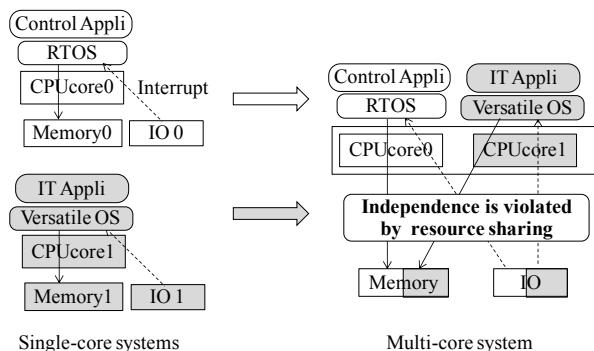 Control Appli
RTOS
CPUcore0
Interrupt
Memory0
IO 0
IT Appli
Versatile OS
CPUcore1
Memory1
IO 1
Single-core systems
Control Appli
IT Appli
RTOS
Versatile OS
CPUcore0
CPUcore1
Independence is violated
by resource sharing
Memory
IO
Multi-core system